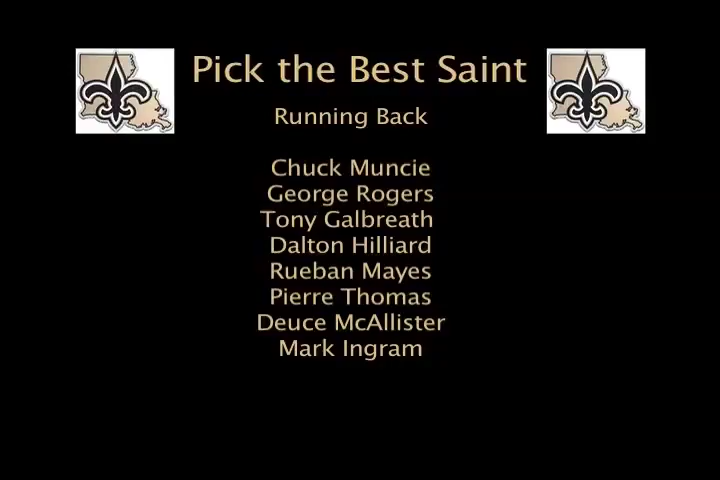 Pick the Best Saint
Running Back
Chuck Muncie
George Rogers
Tony Galbreath
Dalton Hilliard
Rueban Mayes
Pierre Thomas
Deuce McAllister
Mark Ingram